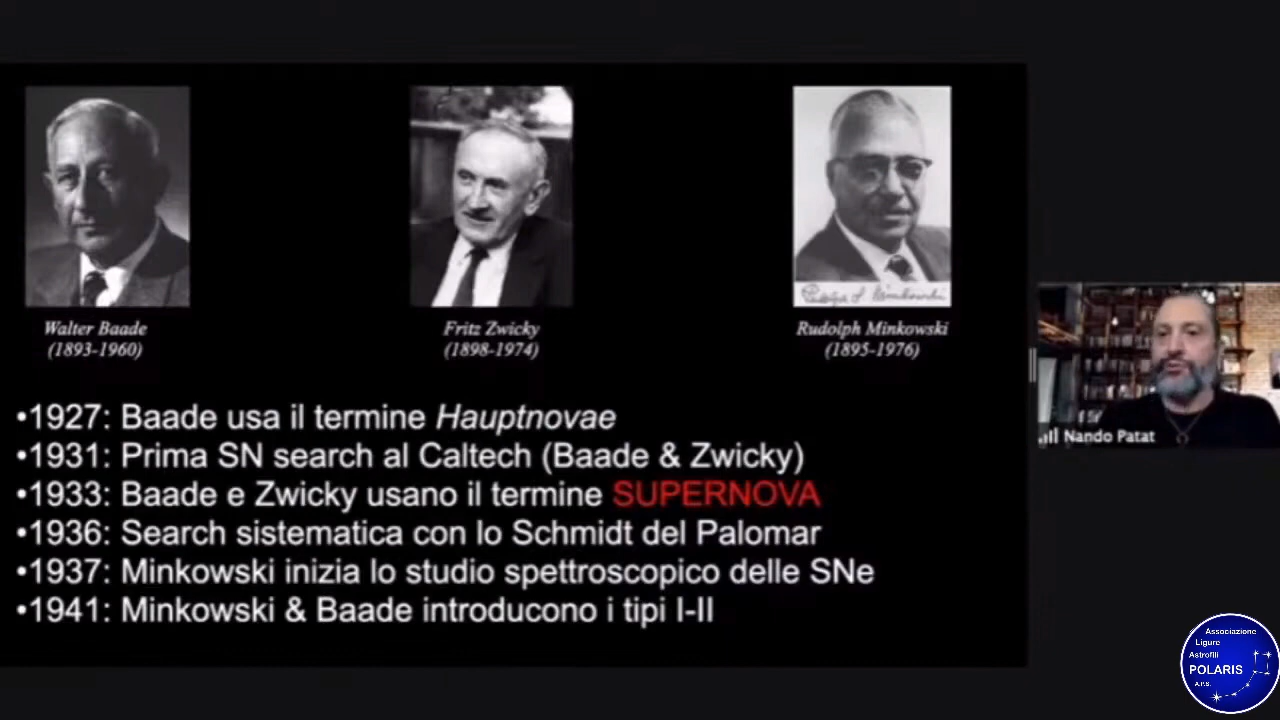 Walter Baade
(1893-1960)
Fritz Zwicky
(1898-1974)
Rudolph Minkowski
(1895-1976)
•1927: Baade usa il termine Hauptnovae
•1931: Prima SN search al Caltech (Baade & Zwicky)
•1933: Baade e Zwicky usano il termine SUPERNOVA
•1936: Search sistematica con lo Schmidt del Palomar
•1937: Minkowski inizia lo studio spettroscopico delle SNe
•1941: Minkowski & Baade introducono i tipi I-II
Nando Patat
Associazione
Ligure
Astrofili
POLARIS
A.P.S.